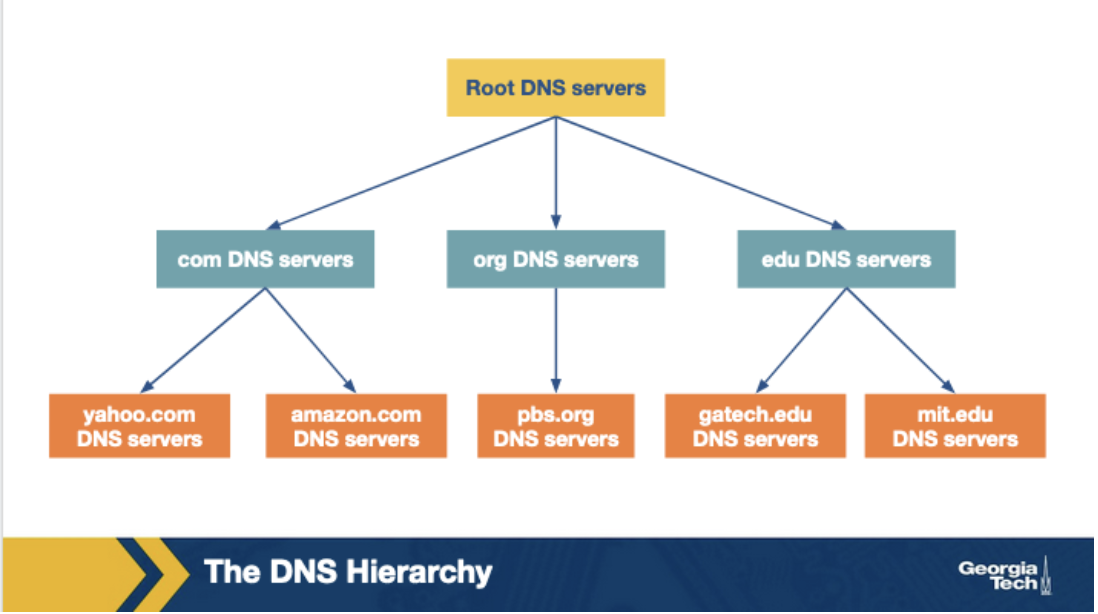 Root DNS servers
com DNS servers
org DNS servers
edu DNS servers
yahoo.com
DNS servers
amazon.com
DNS servers
pbs.org
DNS servers
gatech.edu
DNS servers
mit.edu
DNS servers
The DNS Hierarchy
Georgia
Tech